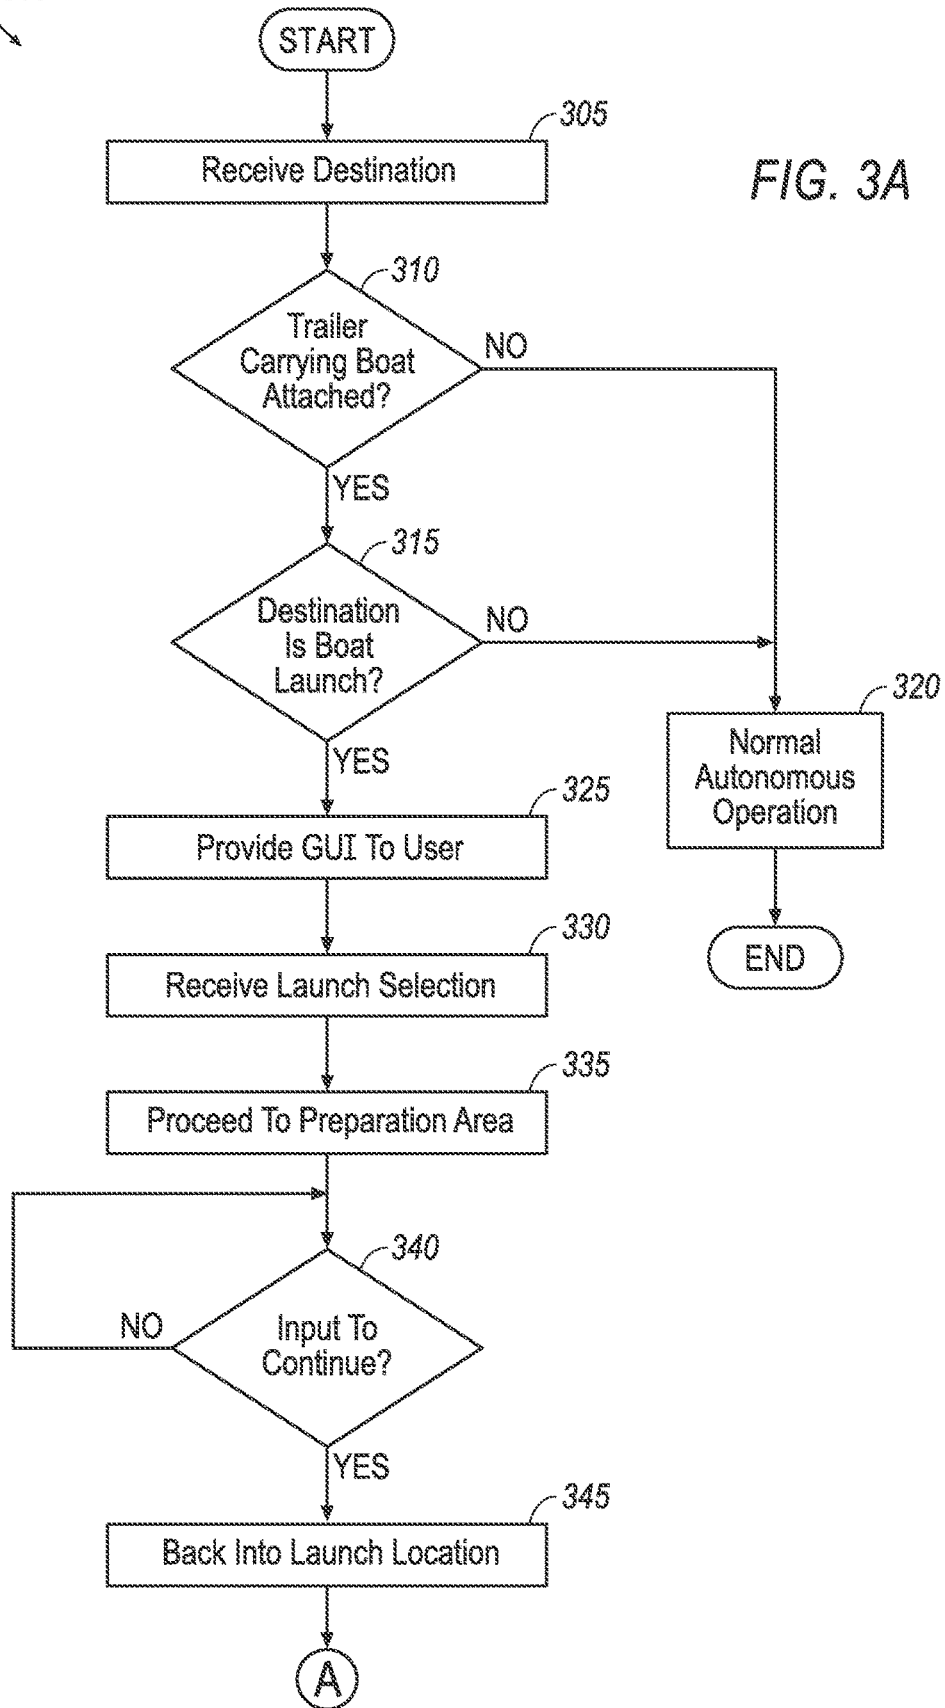 START
305
Receive Destination
FIG. 3A
310
Trailer
Carrying Boat
Attached?
NO
YES
315
Destination
Is Boat
Launch?
NO
YES
320
Normal
Autonomous
Operation
END
325
Provide GUI To User
330
Receive Launch Selection
335
Proceed To Preparation Area
340
Input To
Continue?
NO
YES
345
Back Into Launch Location
A